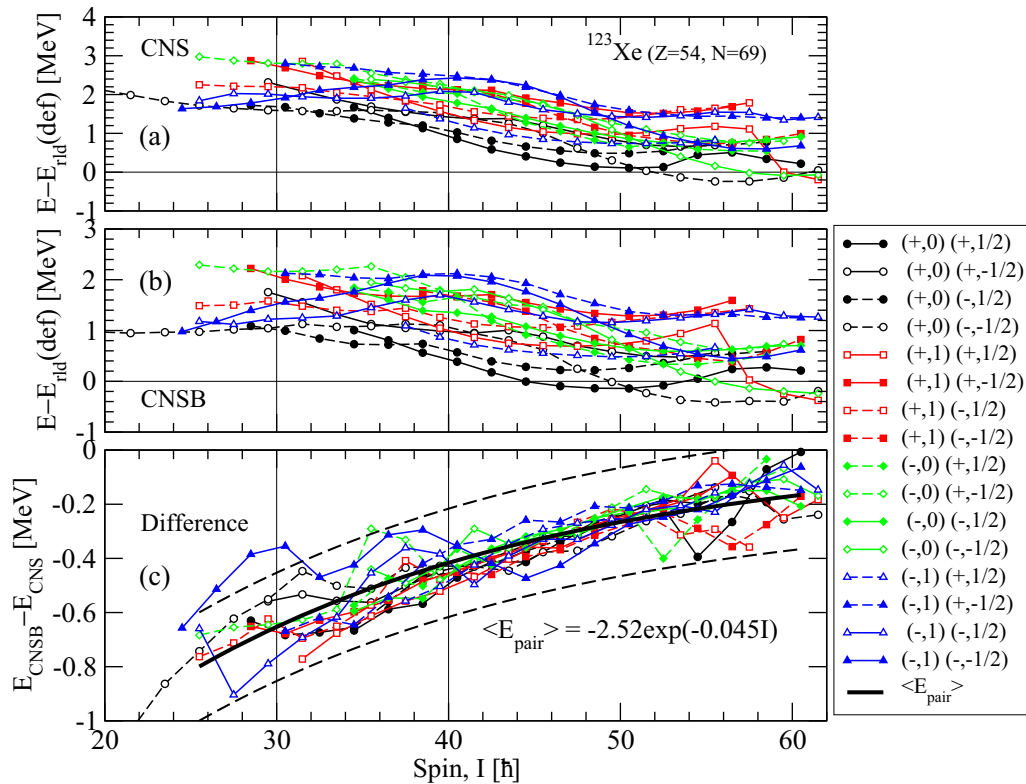 4
3
2
1
0
-1
E−E_rld(def) [MeV]
CNS
¹²³Xe (Z=54, N=69)
(a)
3
2
1
0
-1
E−E_rld(def) [MeV]
(b)
CNSB
0
-0.2
-0.4
-0.6
-0.8
-1
E_CNSB−E_CNS [MeV]
Difference
(c)
<E_pair> = -2.52exp(-0.045I)
20
30
40
50
60
Spin, I [ħ]
(+,0) (+,1/2)
(+,0) (+,-1/2)
(+,0) (-,1/2)
(+,0) (-,-1/2)
(+,1) (+,1/2)
(+,1) (+,-1/2)
(+,1) (-,1/2)
(+,1) (-,-1/2)
(-,0) (+,1/2)
(-,0) (+,-1/2)
(-,0) (-,1/2)
(-,0) (-,-1/2)
(-,1) (+,1/2)
(-,1) (+,-1/2)
(-,1) (-,1/2)
(-,1) (-,-1/2)
<E_pair>